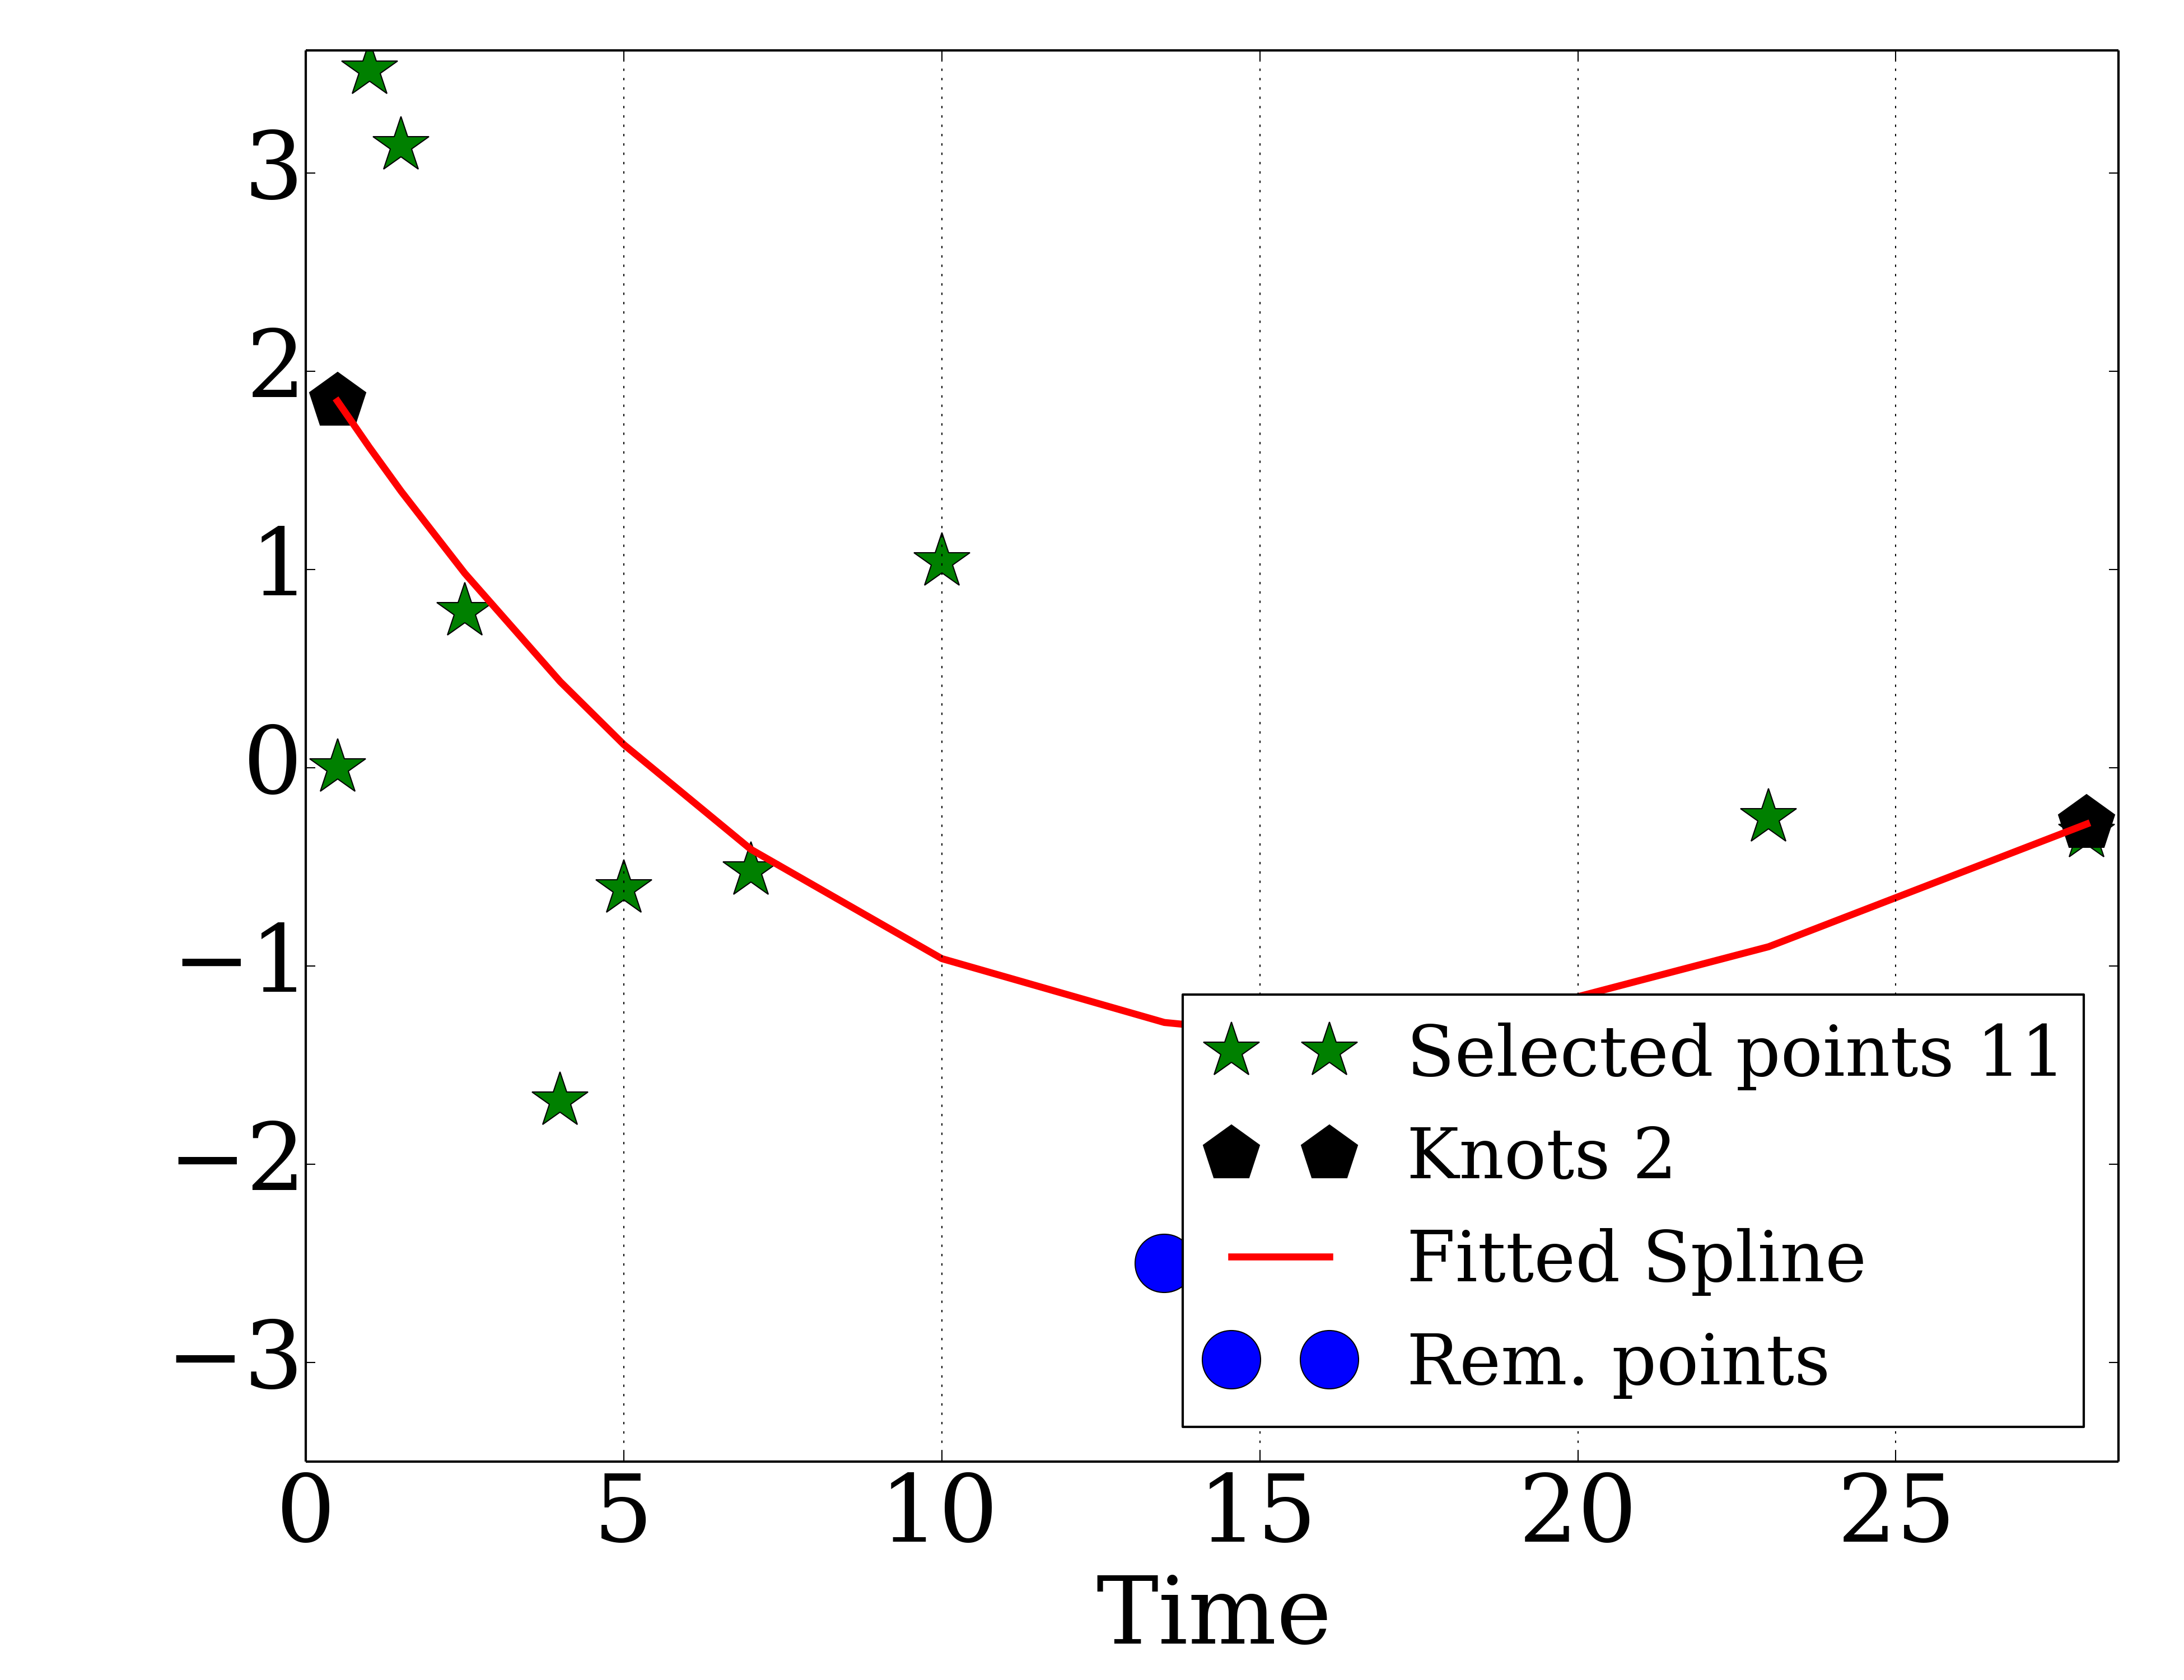 3
2
1
0
−1
−2
−3
Selected points 11
Knots 2
Fitted Spline
Rem. points
0 5 10 15 20 25
Time